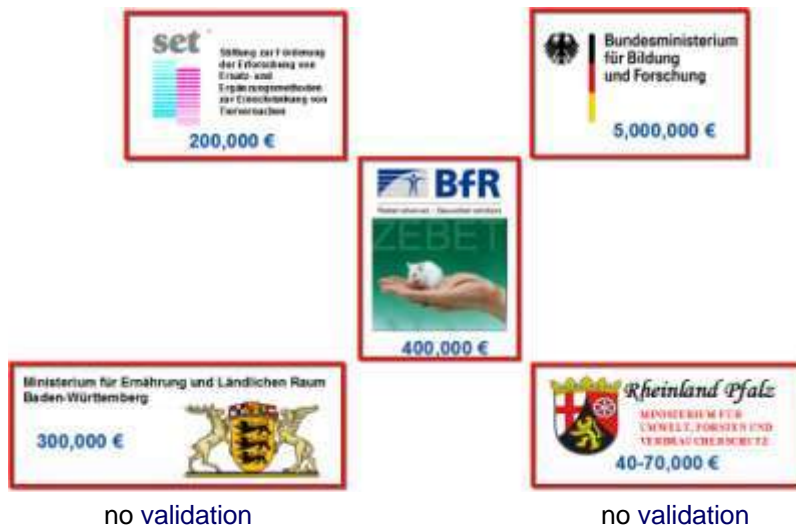 set
Stiftung zur Förderung
der Erforschung von
Ersatz- und
Ergänzungsmethoden
zur Einschränkung von
Tierversuchen
200,000 €
Bundesministerium
für Bildung
und Forschung
5,000,000 €
BfR
ZEBET
400,000 €
Ministerium für Ernährung und Ländlichen Raum
Baden-Württemberg
300,000 €
Rheinland Pfalz
MINISTERIUM FÜR
UMWELT, FORSTEN UND
VERBRAUCHERSCHUTZ
40-70,000 €
no validation
no validation